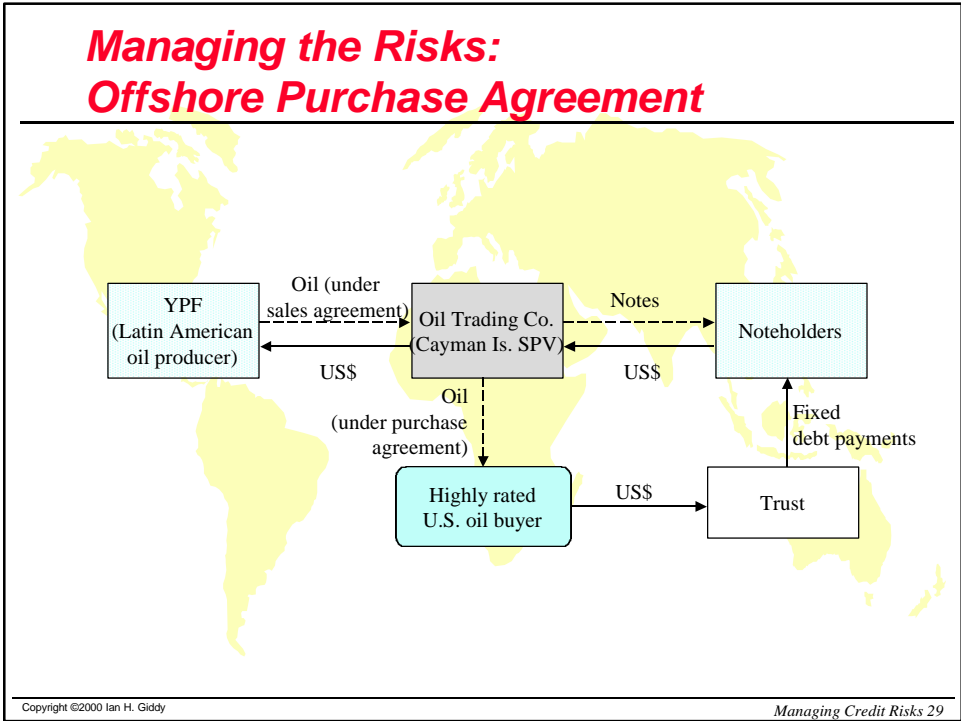 Managing the Risks:
Offshore Purchase Agreement
YPF
(Latin American
oil producer)
Oil (under
sales agreement)
US$
Oil Trading Co.
(Cayman Is. SPV)
Notes
US$
Noteholders
Oil
(under purchase
agreement)
Fixed
debt payments
Highly rated
U.S. oil buyer
US$
Trust
Copyright ©2000 Ian H. Giddy
Managing Credit Risks 29